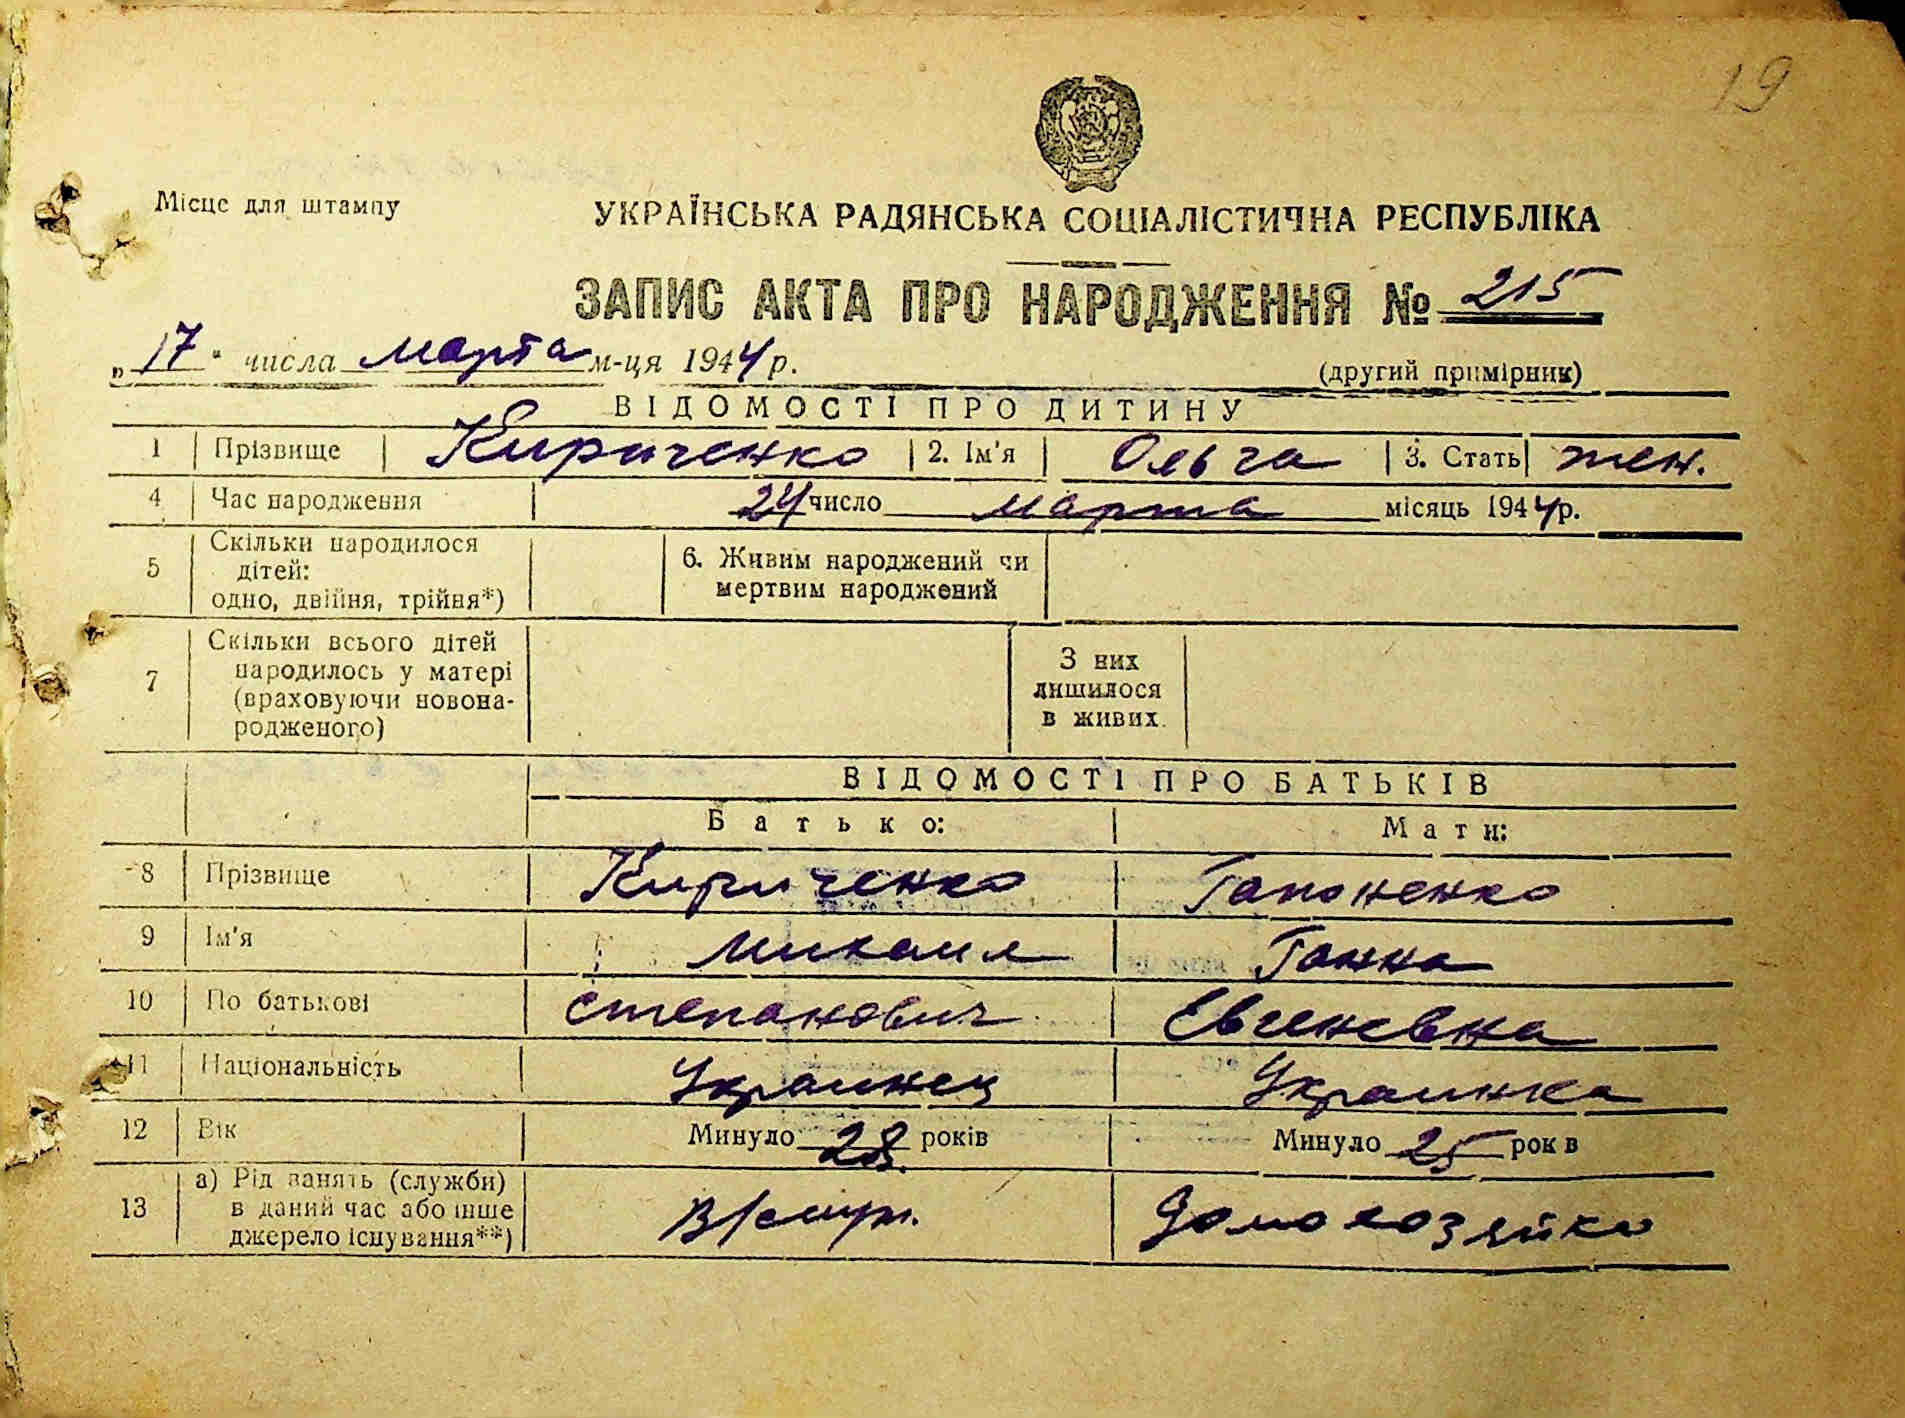 19
Місце для штампу
УКРАЇНСЬКА РАДЯНСЬКА СОЦІАЛІСТИЧНА РЕСПУБЛІКА
ЗАПИС АКТА ПРО НАРОДЖЕННЯ № 215
„17“ числа марта м-ця 1944 р.
(другий примірник)
ВІДОМОСТІ ПРО ДИТИНУ
1 Прізвище Кириченко 2. Ім'я Ольга 3. Стать жен.
4 Час народження 24 число марта місяць 1944 р.
5 Скільки народилося дітей: одно, двійня, трійня*) 6. Живим народжений чи мертвим народжений
7 Скільки всього дітей народилось у матері (враховуючи новонародженого) З них лишилося в живих
ВІДОМОСТІ ПРО БАТЬКІВ
Батько: Мати:
8 Прізвище Кириченко Гапоненко
9 Ім'я Михаил Ганна
10 По батькові Степанович Евгеневна
11 Національність Украинец Украинка
12 Вік Минуло 28 років Минуло 25 рок в
13 а) Рід занять (служби) в даний час або інше джерело існування**) Домохозяйка